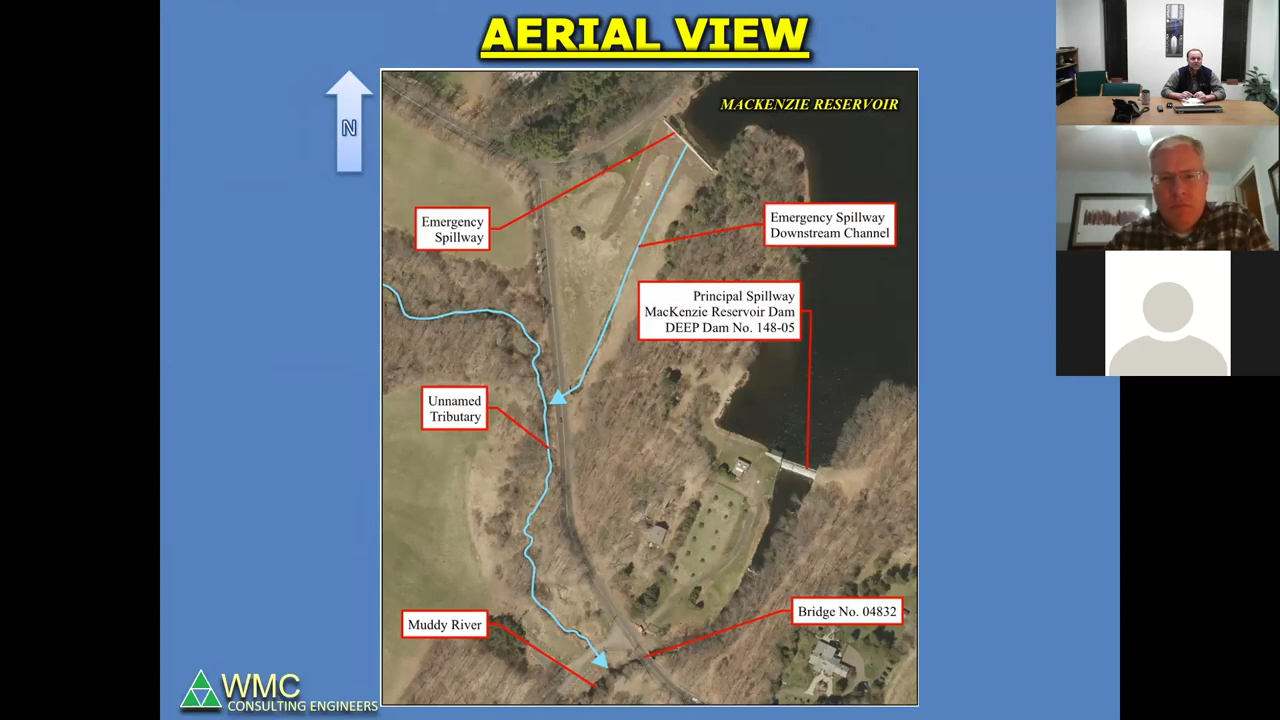 AERIAL VIEW
N
MACKENZIE RESERVOIR
Emergency
Spillway
Emergency Spillway
Downstream Channel
Principal Spillway
MacKenzie Reservoir Dam
DEEP Dam No. 148-05
Unnamed
Tributary
Muddy River
Bridge No. 04832
WMC
CONSULTING ENGINEERS